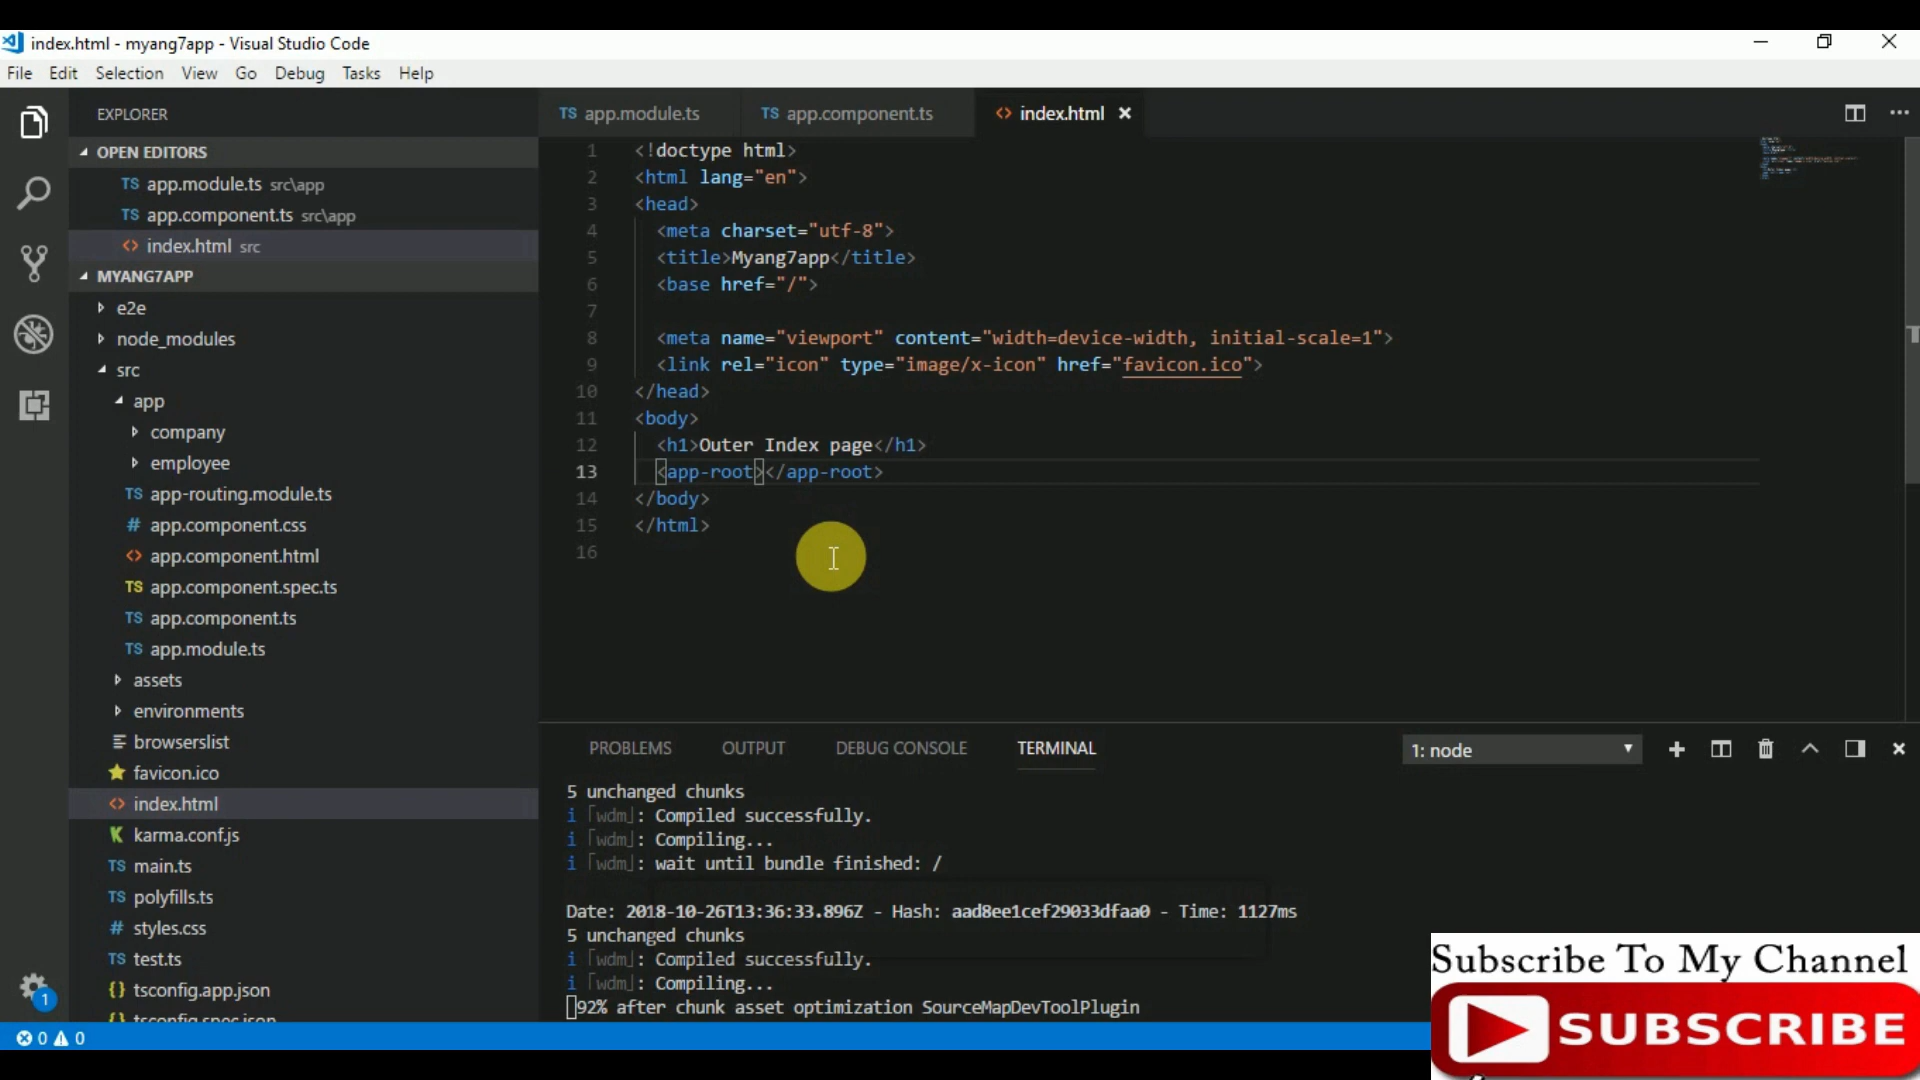 index.html - myang7app - Visual Studio Code
File Edit Selection View Go Debug Tasks Help
EXPLORER
OPEN EDITORS
TS app.module.ts src\app
TS app.component.ts src\app
<> index.html src
MYANG7APP
e2e
node_modules
src
app
company
employee
TS app-routing.module.ts
# app.component.css
<> app.component.html
TS app.component.spec.ts
TS app.component.ts
TS app.module.ts
assets
environments
browserslist
favicon.ico
<> index.html
K karma.conf.js
TS main.ts
TS polyfills.ts
# styles.css
TS test.ts
{} tsconfig.app.json
{} tsconfig.spec.json
1
0 0
TS app.module.ts TS app.component.ts <> index.html
1 <!doctype html>
2 <html lang="en">
3 <head>
4 <meta charset="utf-8">
5 <title>Myang7app</title>
6 <base href="/">
7
8 <meta name="viewport" content="width=device-width, initial-scale=1">
9 <link rel="icon" type="image/x-icon" href="favicon.ico">
10 </head>
11 <body>
12 <h1>Outer Index page</h1>
13 <app-root></app-root>
14 </body>
15 </html>
16
PROBLEMS OUTPUT DEBUG CONSOLE TERMINAL 1: node
5 unchanged chunks
i ｢wdm｣: Compiled successfully.
i ｢wdm｣: Compiling...
i ｢wdm｣: wait until bundle finished: /
Date: 2018-10-26T13:36:33.896Z - Hash: aad8ee1cef29033dfaa0 - Time: 1127ms
5 unchanged chunks
i ｢wdm｣: Compiled successfully.
i ｢wdm｣: Compiling...
92% after chunk asset optimization SourceMapDevToolPlugin
Subscribe To My Channel
SUBSCRIBE